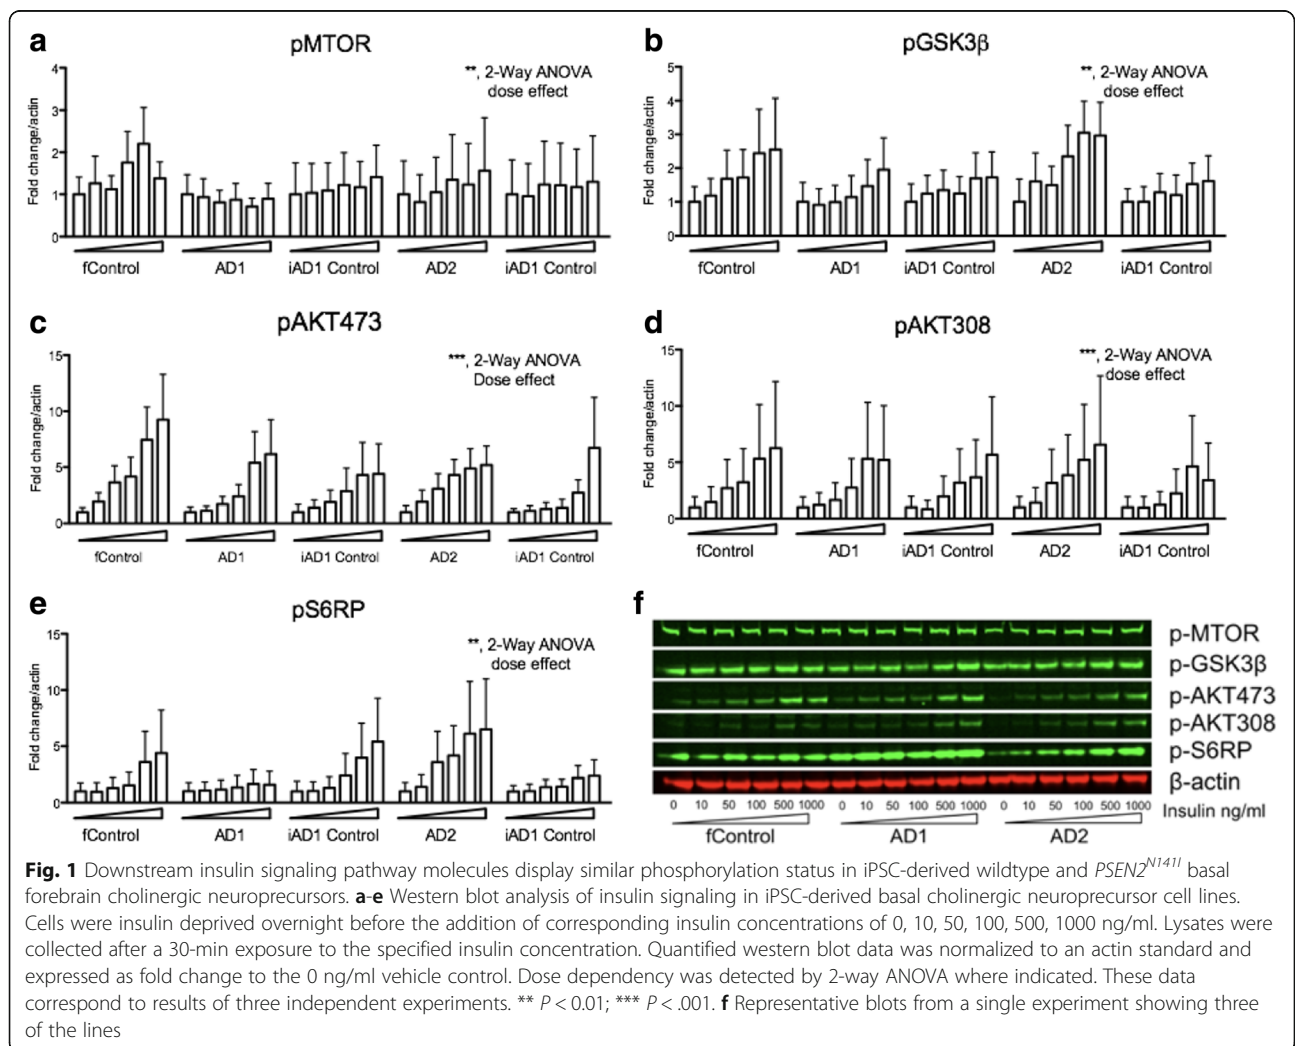 a
pMTOR
**, 2-Way ANOVA
dose effect
Fold change/actin
4
3
2
1
0
fControl AD1 iAD1 Control AD2 iAD1 Control
b
pGSK3β
**, 2-Way ANOVA
dose effect
Fold change/actin
5
4
3
2
1
0
fControl AD1 iAD1 Control AD2 iAD1 Control
c
pAKT473
***, 2-Way ANOVA
Dose effect
Fold change/actin
15
10
5
0
fControl AD1 iAD1 Control AD2 iAD1 Control
d
pAKT308
***, 2-Way ANOVA
dose effect
Fold change/actin
15
10
5
0
fControl AD1 iAD1 Control AD2 iAD1 Control
e
pS6RP
**, 2-Way ANOVA
dose effect
Fold change/actin
15
10
5
0
fControl AD1 iAD1 Control AD2 iAD1 Control
f
p-MTOR
p-GSK3β
p-AKT473
p-AKT308
p-S6RP
β-actin
0 10 50 100 500 1000 0 10 50 100 500 1000 0 10 50 100 500 1000 Insulin ng/ml
fControl AD1 AD2
Fig. 1 Downstream insulin signaling pathway molecules display similar phosphorylation status in iPSC-derived wildtype and PSEN2N141I basal
forebrain cholinergic neuroprecursors. a-e Western blot analysis of insulin signaling in iPSC-derived basal cholinergic neuroprecursor cell lines.
Cells were insulin deprived overnight before the addition of corresponding insulin concentrations of 0, 10, 50, 100, 500, 1000 ng/ml. Lysates were
collected after a 30-min exposure to the specified insulin concentration. Quantified western blot data was normalized to an actin standard and
expressed as fold change to the 0 ng/ml vehicle control. Dose dependency was detected by 2-way ANOVA where indicated. These data
correspond to results of three independent experiments. ** P < 0.01; *** P < .001. f Representative blots from a single experiment showing three
of the lines